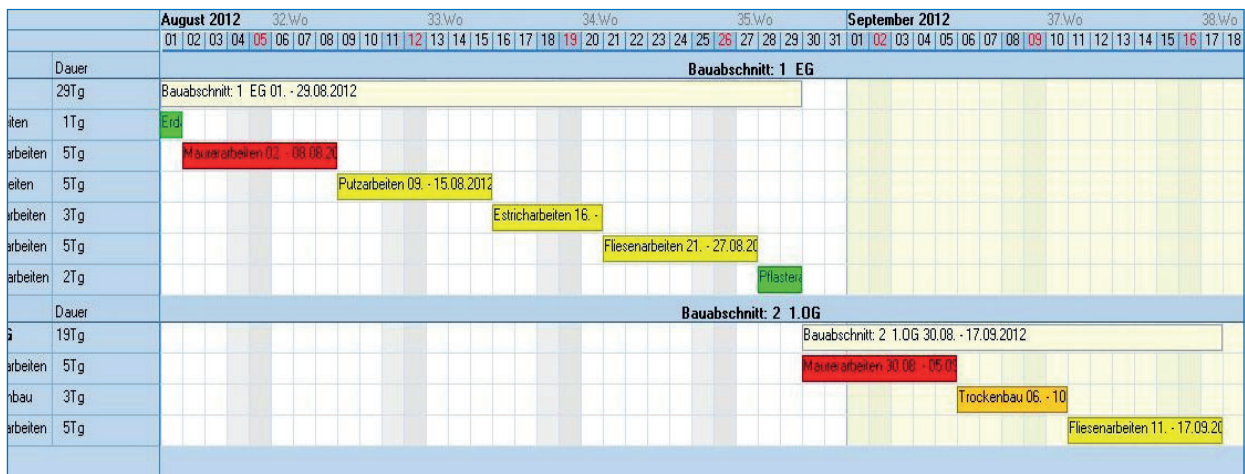 August 2012 32.Wo 33.Wo 34.Wo 35.Wo September 2012 37.Wo 38.Wo
01 02 03 04 05 06 07 08 09 10 11 12 13 14 15 16 17 18 19 20 21 22 23 24 25 26 27 28 29 30 31 01 02 03 04 05 06 07 08 09 10 11 12 13 14 15 16 17 18
Dauer Bauabschnitt: 1 EG
29Tg Bauabschnitt: 1 EG 01. - 29.08.2012
iten 1Tg Erd
arbeiten 5Tg Maurerarbeiten 02. - 08.08.20
eiten 5Tg Putzarbeiten 09. - 15.08.2012
arbeiten 3Tg Estricharbeiten 16. -
arbeiten 5Tg Fliesenarbeiten 21. - 27.08.20
arbeiten 2Tg Pflastera
Dauer Bauabschnitt: 2 1.OG
G 19Tg Bauabschnitt: 2 1.OG 30.08. - 17.09.2012
arbeiten 5Tg Maurerarbeiten 30.08. - 05.09
nbau 3Tg Trockenbau 06. - 10
arbeiten 5Tg Fliesenarbeiten 11. - 17.09.20